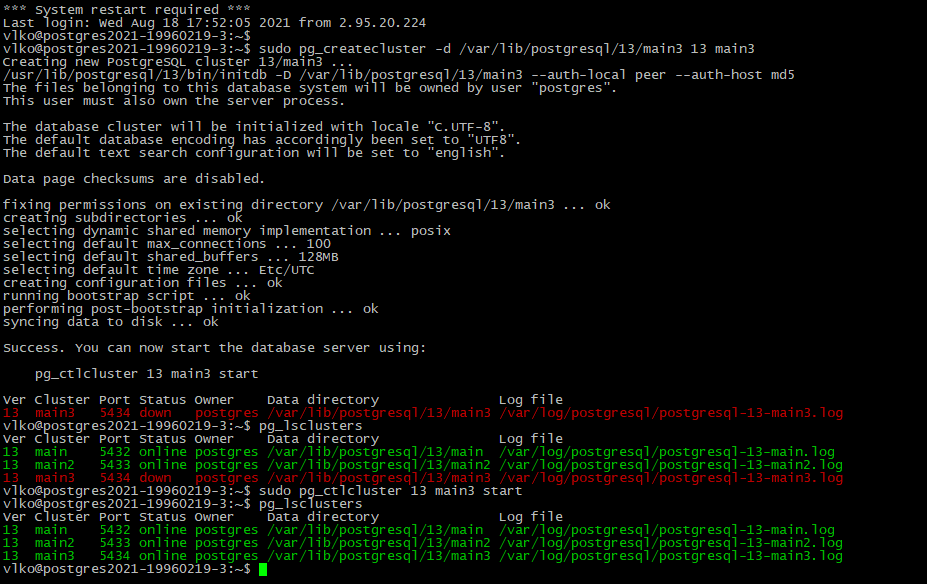 *** System restart required ***
Last login: Wed Aug 18 17:52:05 2021 from 2.95.20.224
vlko@postgres2021-19960219-3:~$
vlko@postgres2021-19960219-3:~$ sudo pg_createcluster -d /var/lib/postgresql/13/main3 13 main3
Creating new PostgreSQL cluster 13/main3 ...
/usr/lib/postgresql/13/bin/initdb -D /var/lib/postgresql/13/main3 --auth-local peer --auth-host md5
The files belonging to this database system will be owned by user "postgres".
This user must also own the server process.

The database cluster will be initialized with locale "C.UTF-8".
The default database encoding has accordingly been set to "UTF8".
The default text search configuration will be set to "english".

Data page checksums are disabled.

fixing permissions on existing directory /var/lib/postgresql/13/main3 ... ok
creating subdirectories ... ok
selecting dynamic shared memory implementation ... posix
selecting default max_connections ... 100
selecting default shared_buffers ... 128MB
selecting default time zone ... Etc/UTC
creating configuration files ... ok
running bootstrap script ... ok
performing post-bootstrap initialization ... ok
syncing data to disk ... ok

Success. You can now start the database server using:

    pg_ctlcluster 13 main3 start

Ver Cluster Port Status Owner    Data directory               Log file
13  main3   5434 down   postgres /var/lib/postgresql/13/main3 /var/log/postgresql/postgresql-13-main3.log
vlko@postgres2021-19960219-3:~$ pg_lsclusters
Ver Cluster Port Status Owner    Data directory               Log file
13  main    5432 online postgres /var/lib/postgresql/13/main  /var/log/postgresql/postgresql-13-main.log
13  main2   5433 online postgres /var/lib/postgresql/13/main2 /var/log/postgresql/postgresql-13-main2.log
13  main3   5434 down   postgres /var/lib/postgresql/13/main3 /var/log/postgresql/postgresql-13-main3.log
vlko@postgres2021-19960219-3:~$ sudo pg_ctlcluster 13 main3 start
vlko@postgres2021-19960219-3:~$ pg_lsclusters
Ver Cluster Port Status Owner    Data directory               Log file
13  main    5432 online postgres /var/lib/postgresql/13/main  /var/log/postgresql/postgresql-13-main.log
13  main2   5433 online postgres /var/lib/postgresql/13/main2 /var/log/postgresql/postgresql-13-main2.log
13  main3   5434 online postgres /var/lib/postgresql/13/main3 /var/log/postgresql/postgresql-13-main3.log
vlko@postgres2021-19960219-3:~$